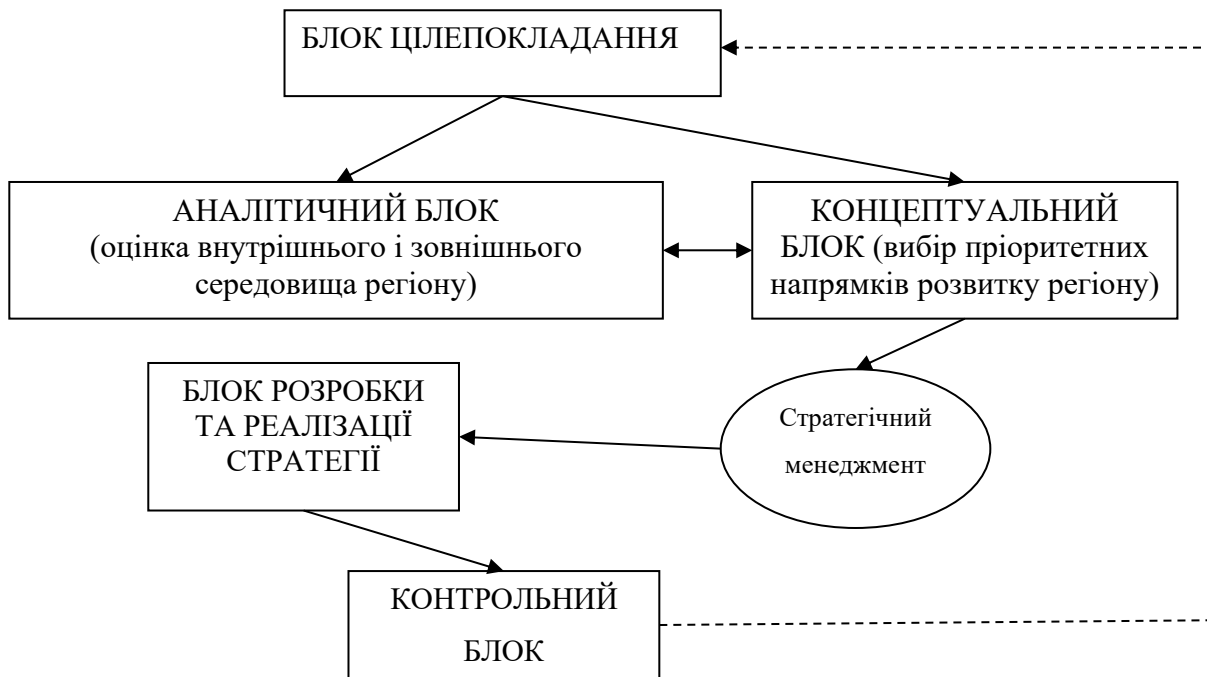 БЛОК ЦІЛЕПОКЛАДАННЯ
АНАЛІТИЧНИЙ БЛОК
(оцінка внутрішнього і зовнішнього
середовища регіону)
КОНЦЕПТУАЛЬНИЙ
БЛОК (вибір пріоритетних
напрямків розвитку регіону)
БЛОК РОЗРОБКИ
ТА РЕАЛІЗАЦІЇ
СТРАТЕГІЇ
Стратегічний
менеджмент
КОНТРОЛЬНИЙ
БЛОК